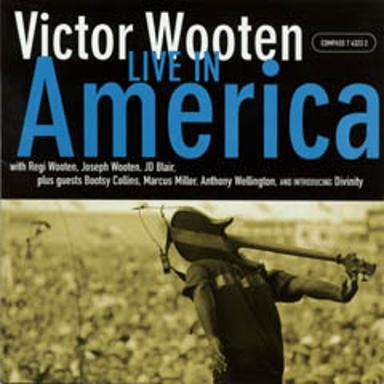 Victor Wooten
COMPASS 7 4323 2
LIVE IN
America
with Regi Wooten, Joseph Wooten, JD Blair,
plus guests Bootsy Collins, Marcus Miller, Anthony Wellington, AND INTRODUCING Divinity